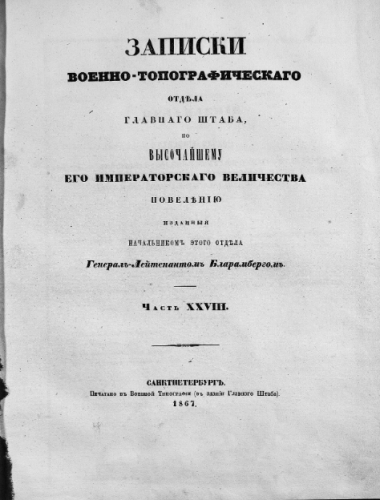 ЗАПИСКИ
ВОЕННО-ТОПОГРАФИЧЕСКАГО
ОТДѢЛА
ГЛАВНАГО ШТАБА,
ПО
ВЫСОЧАЙШЕМУ
ЕГО ИМПЕРАТОРСКАГО ВЕЛИЧЕСТВА
ПОВЕЛѢНІЮ
ИЗДАННЫЯ
НАЧАЛЬНИКОМЪ ЭТОГО ОТДѢЛА
Генералъ-Лейтенантомъ Бларамбергомъ.
Часть XXVIII.
САНКТПЕТЕРБУРГЪ.
Печатано въ Военной Типографіи (въ зданіи Главнаго Штаба).
1867.